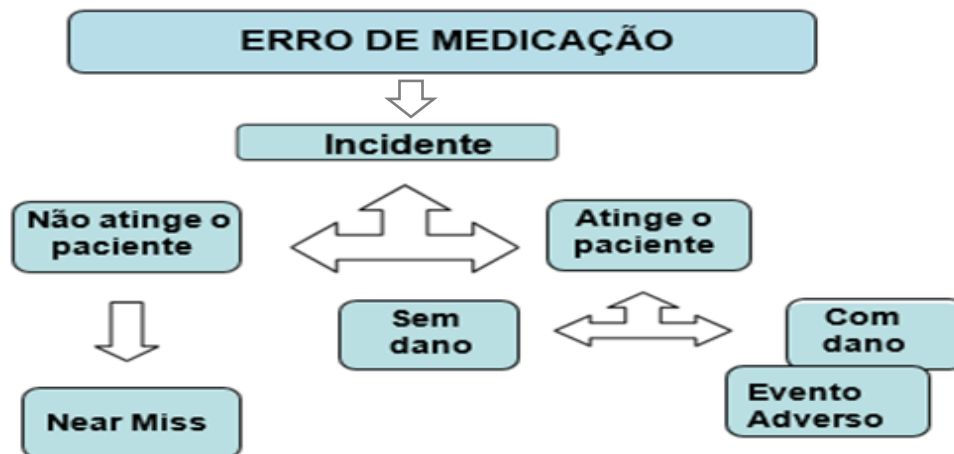 ERRO DE MEDICAÇÃO
Incidente
Não atinge o
paciente
Atinge o
paciente
Sem
dano
Com
dano
Near Miss
Evento
Adverso